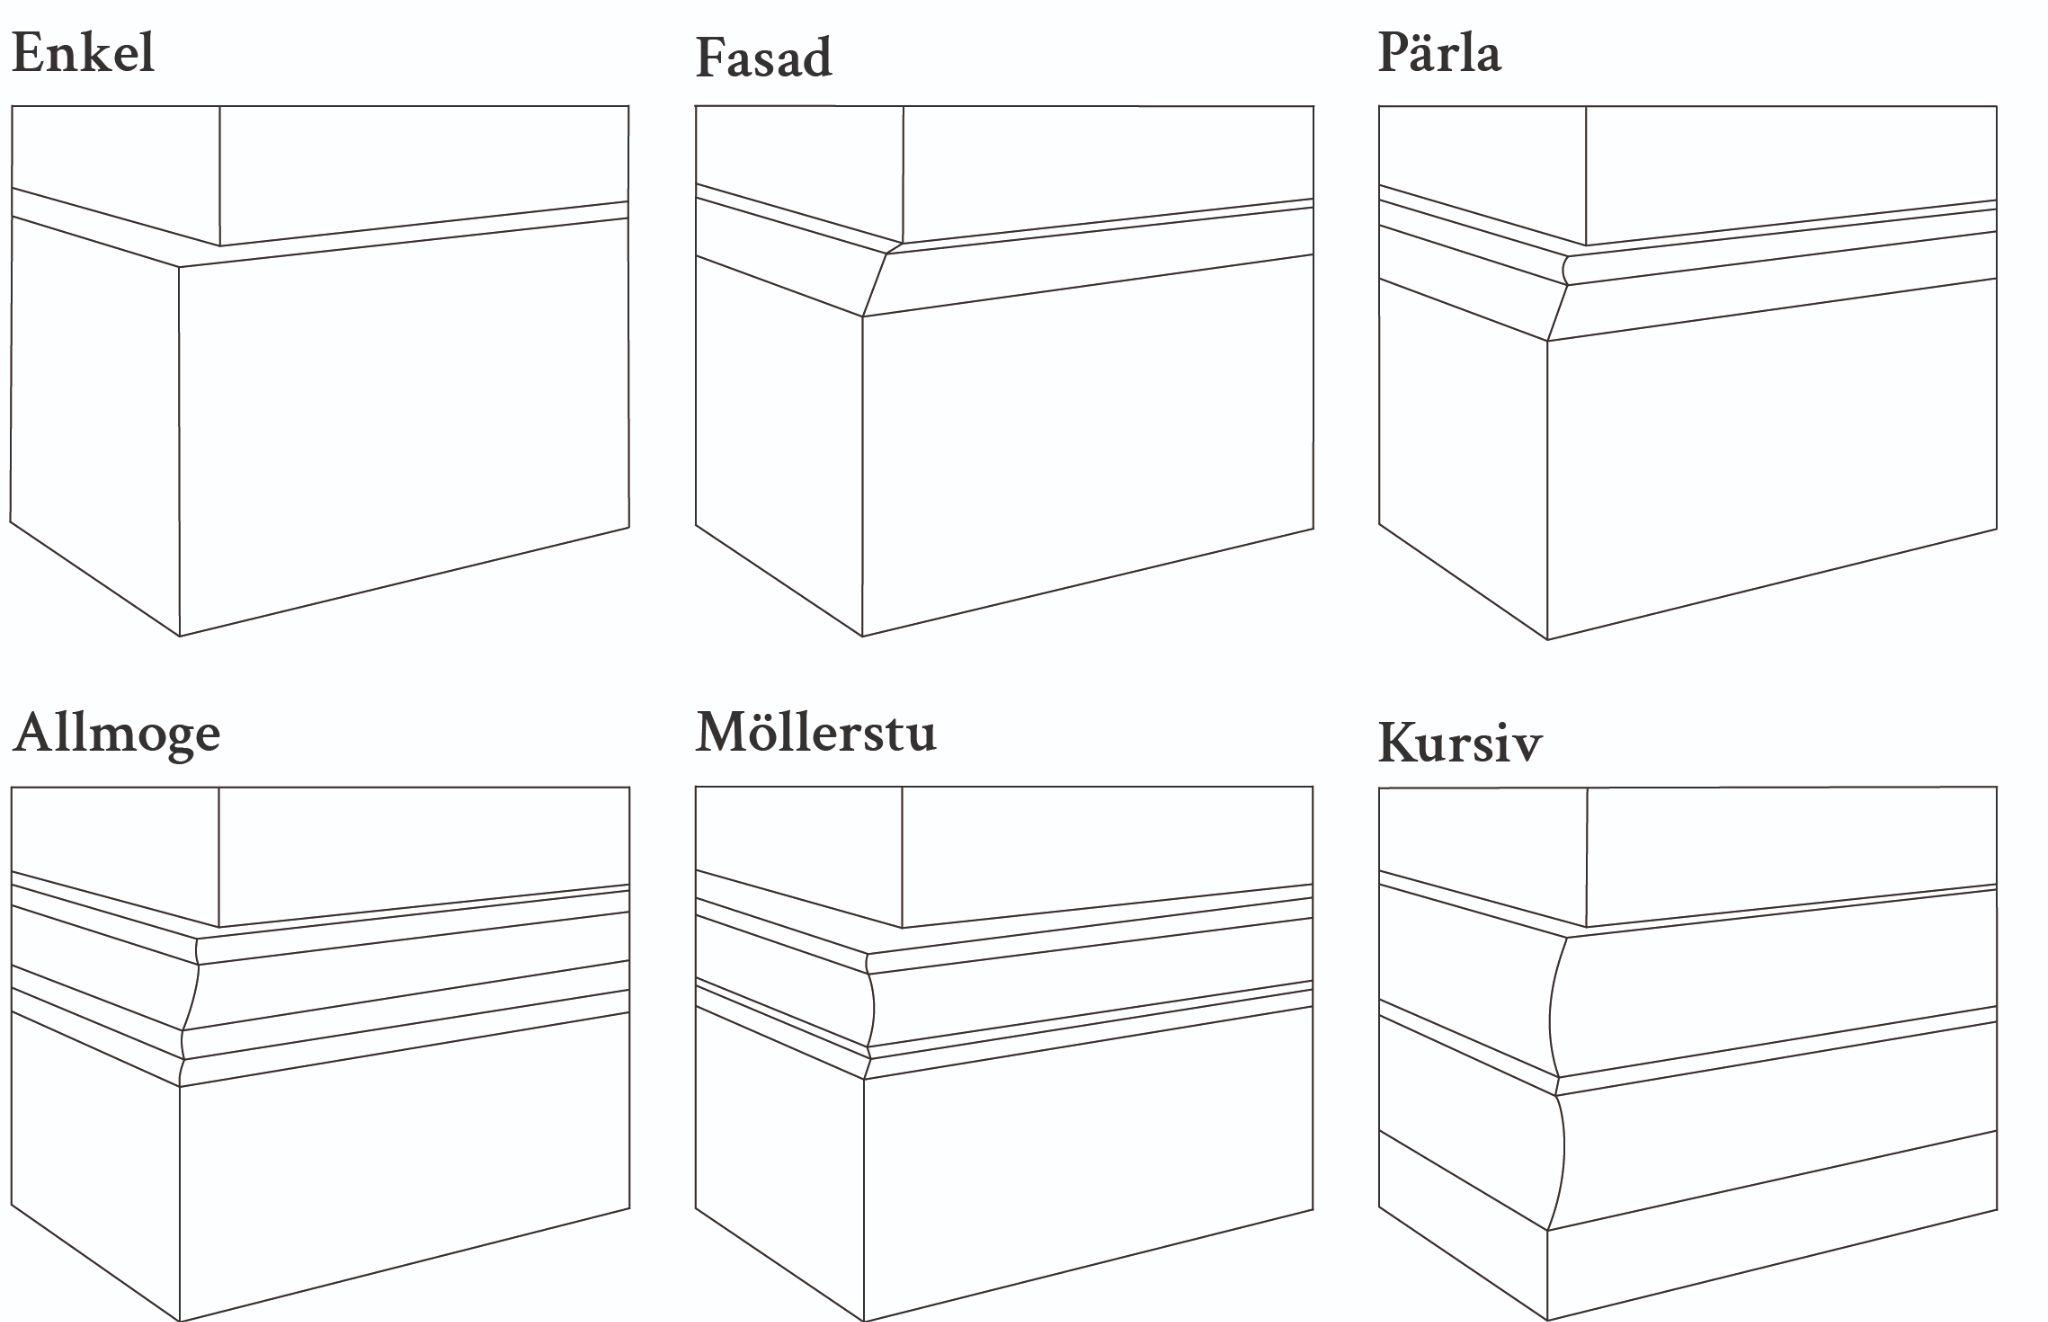 Enkel
Fasad
Pärla
Allmoge
Möllerstu
Kursiv